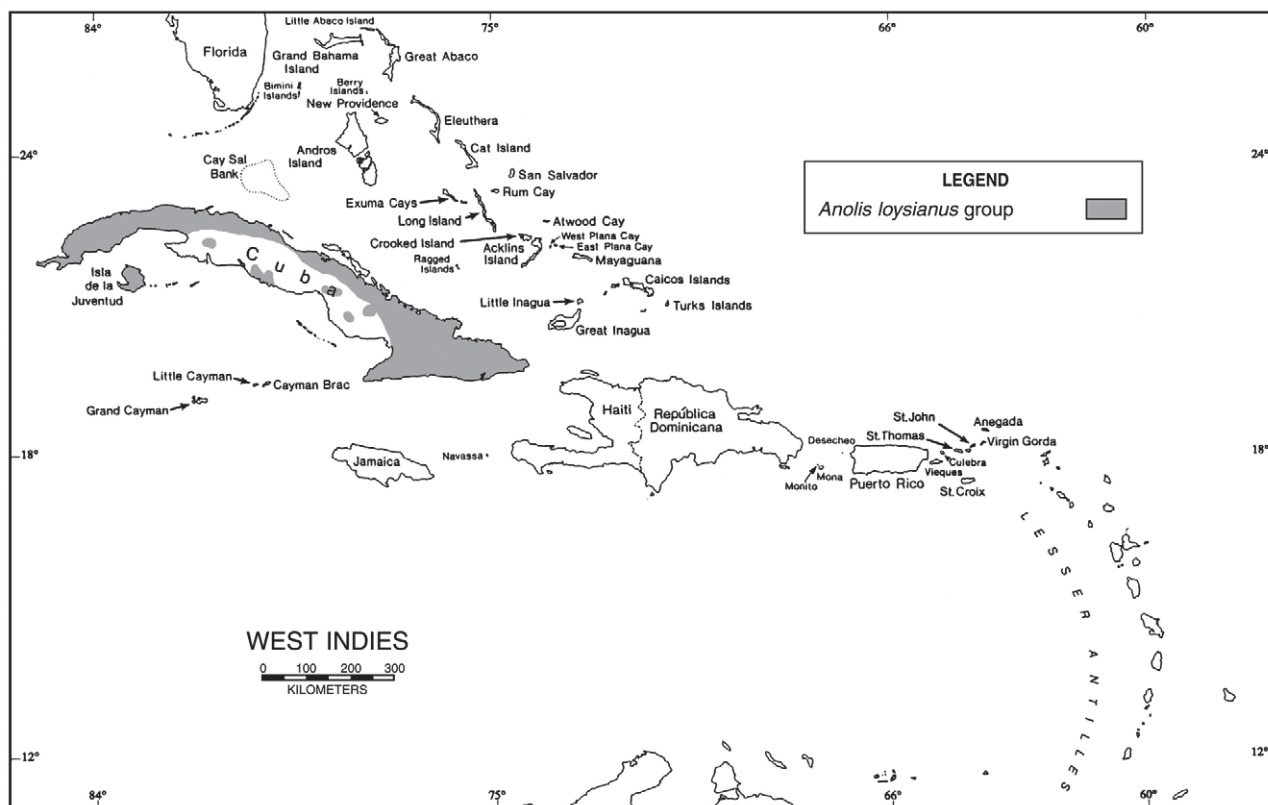 84°
75°
66°
60°
Little Abaco Island
Florida
Grand Bahama
Island
Great Abaco
Bimini
Islands
Berry
Islands
New Providence
Eleuthera
Andros
Island
Cat Island
24°
24°
Cay Sal
Bank
San Salvador
Rum Cay
Exuma Cays
Long Island
Atwood Cay
Crooked Island
West Plana Cay
East Plana Cay
Acklins
Island
Ragged
Islands
Mayaguana
LEGEND
Anolis loysianus group
Cuba
Isla
de la
Juventud
Caicos Islands
Little Inagua
Turks Islands
Great Inagua
Little Cayman
Cayman Brac
Grand Cayman
Haiti
República
Dominicana
St.John
Anegada
St.Thomas
Virgin Gorda
Desecheo
18°
18°
Jamaica
Navassa
Culebra
Vieques
Mona
Monito
Puerto Rico
St.Croix
LESSER ANTILLES
WEST INDIES
0 100 200 300
KILOMETERS
12°
12°
84°
75°
66°
60°